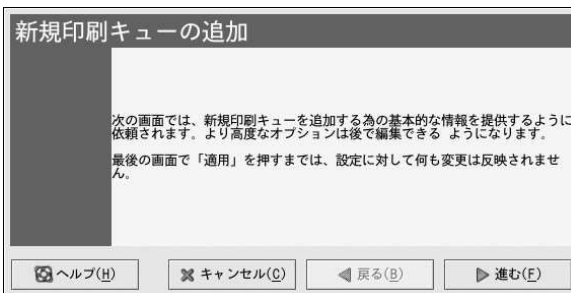 新規印刷キューの追加
次の画面では、新規印刷キューを追加する為の基本的な情報を提供するように
依頼されます。より高度なオプションは後で編集できる ようになります。
最後の画面で「適用」を押すまでは、設定に対して何も変更は反映されませ
ん。
ヘルプ(H) キャンセル(C) 戻る(B) 進む(F)